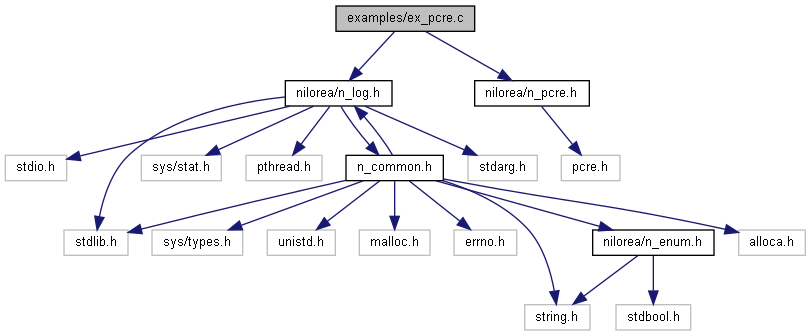 examples/ex_pcre.c
nilorea/n_log.h
nilorea/n_pcre.h
stdio.h
sys/stat.h
pthread.h
n_common.h
stdarg.h
pcre.h
stdlib.h
sys/types.h
unistd.h
malloc.h
errno.h
nilorea/n_enum.h
alloca.h
string.h
stdbool.h